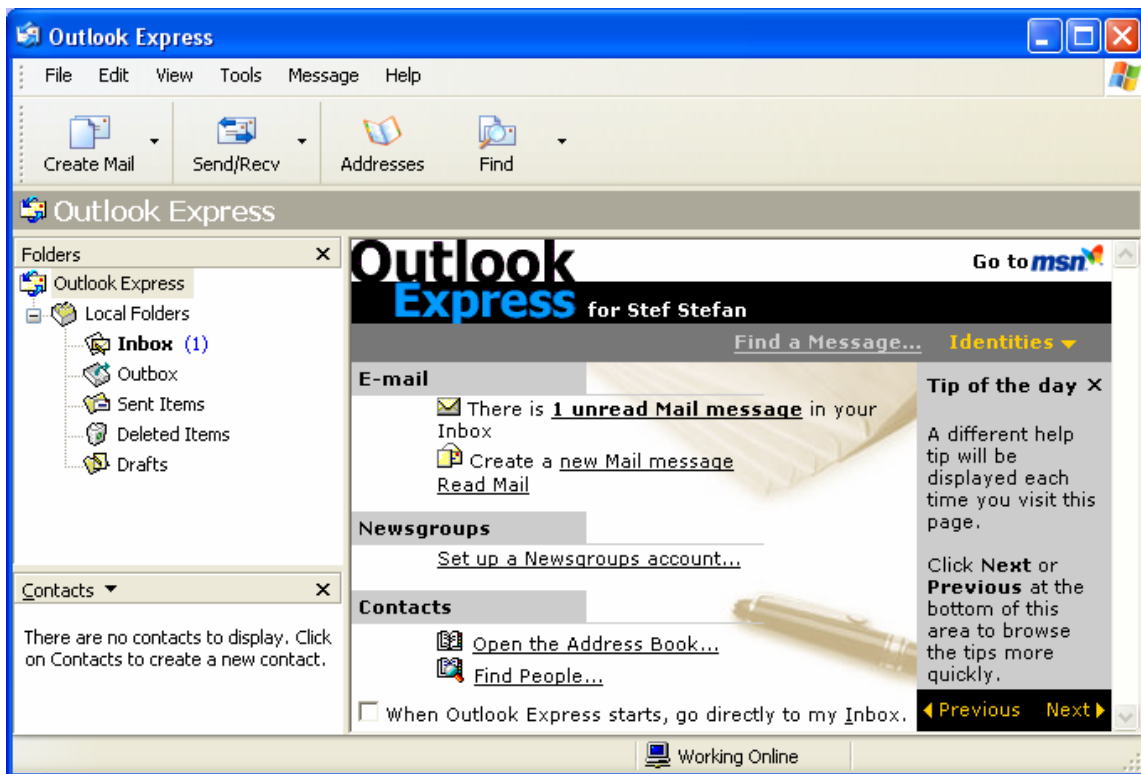 Outlook Express
File Edit View Tools Message Help
Create Mail Send/Recv Addresses Find
Outlook Express
Folders
Outlook Express
Local Folders
Inbox (1)
Outbox
Sent Items
Deleted Items
Drafts
Contacts
There are no contacts to display. Click
on Contacts to create a new contact.
Outlook
Express for Stef Stefan
Go to msn
Find a Message... Identities
E-mail
There is 1 unread Mail message in your
Inbox
Create a new Mail message
Read Mail
Newsgroups
Set up a Newsgroups account...
Contacts
Open the Address Book...
Find People...
When Outlook Express starts, go directly to my Inbox.
Tip of the day
A different help
tip will be
displayed each
time you visit this
page.
Click Next or
Previous at the
bottom of this
area to browse
the tips more
quickly.
Previous Next
Working Online